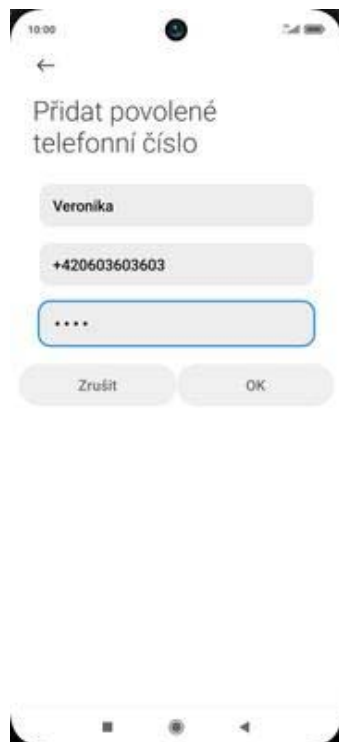 10:00
Přidat povolené
telefonní číslo
Veronika
+420603603603
••••
Zrušit
OK